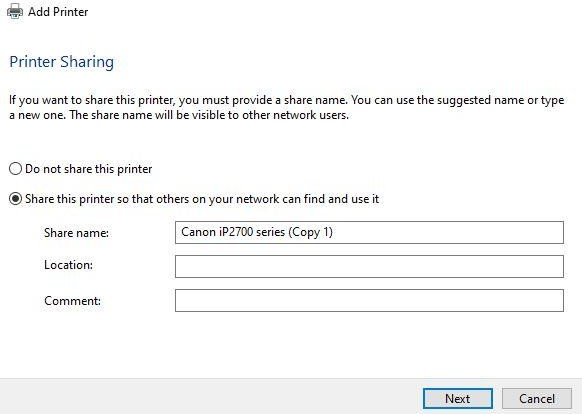 Add Printer
Printer Sharing
If you want to share this printer, you must provide a share name. You can use the suggested name or type
a new one. The share name will be visible to other network users.
Do not share this printer
Share this printer so that others on your network can find and use it
Share name: Canon iP2700 series (Copy 1)
Location:
Comment:
Next Cancel